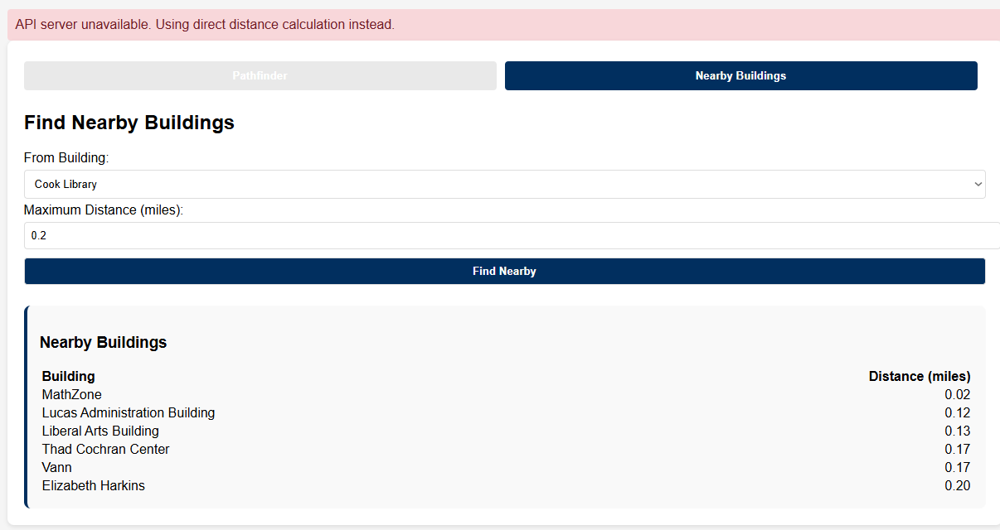 API server unavailable. Using direct distance calculation instead.
Pathfinder Nearby Buildings
Find Nearby Buildings
From Building:
Cook Library
Maximum Distance (miles):
0.2
Find Nearby
Nearby Buildings
Building Distance (miles)
MathZone 0.02
Lucas Administration Building 0.12
Liberal Arts Building 0.13
Thad Cochran Center 0.17
Vann 0.17
Elizabeth Harkins 0.20